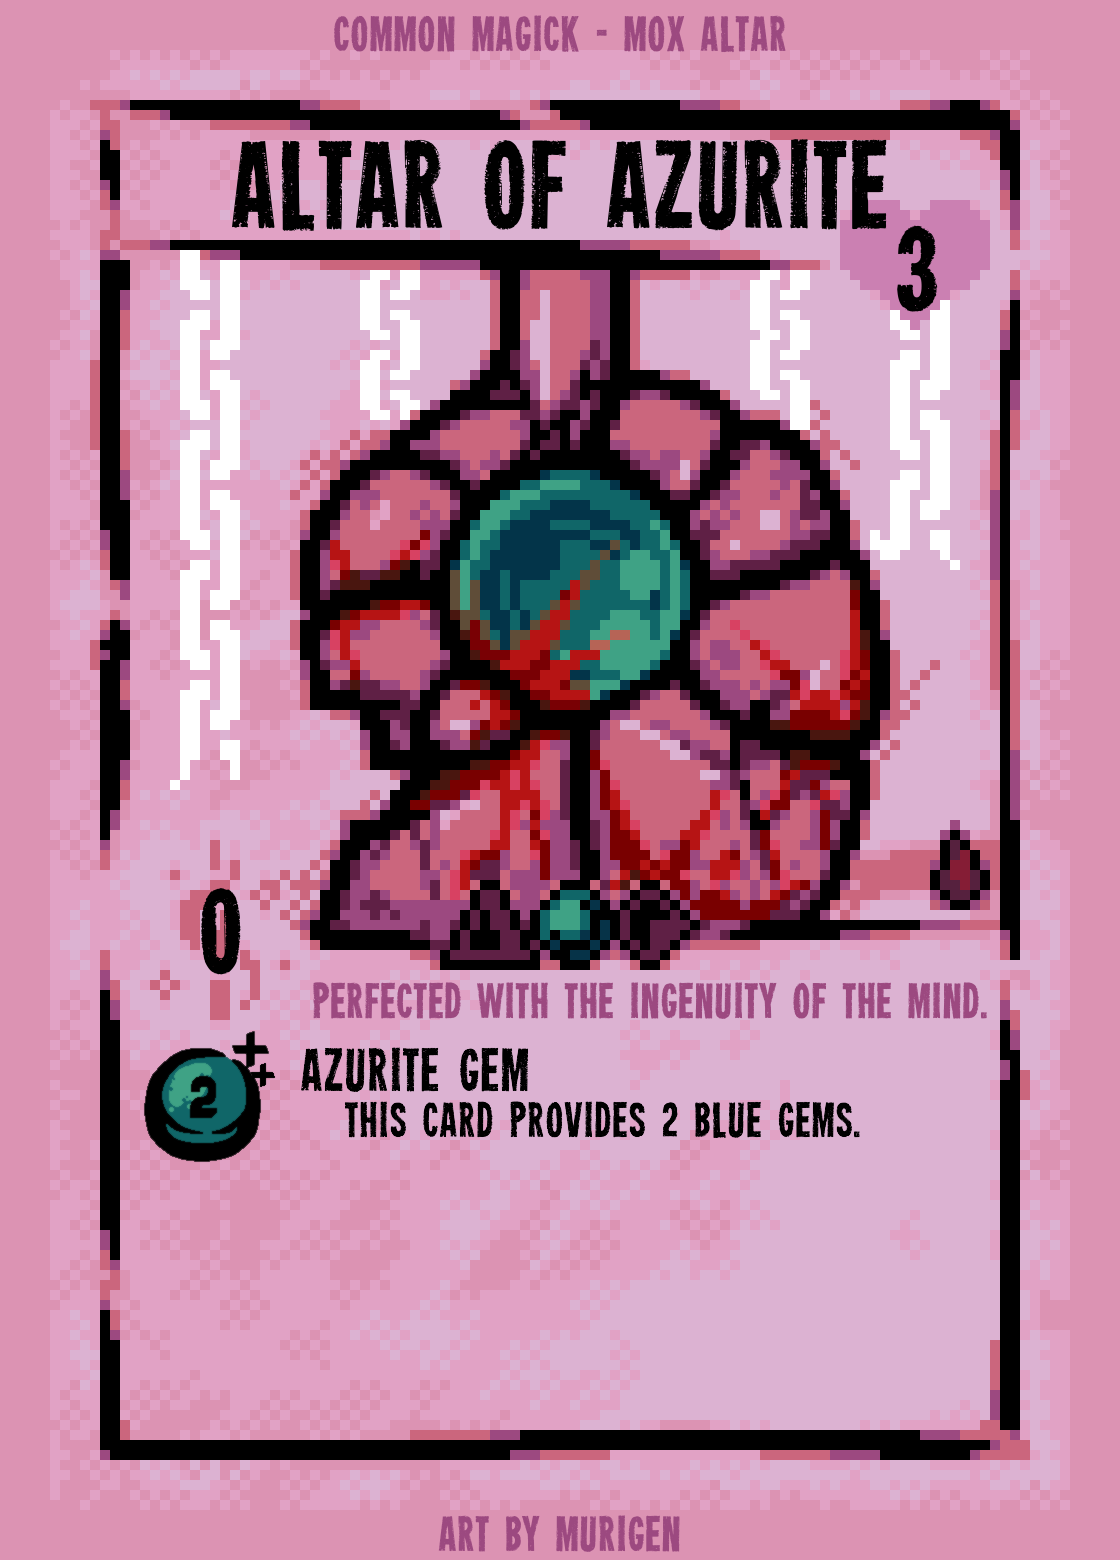 COMMON MAGICK - MOX ALTAR
ALTAR OF AZURITE
3
0
PERFECTED WITH THE INGENUITY OF THE MIND.
2
AZURITE GEM
THIS CARD PROVIDES 2 BLUE GEMS.
ART BY MURIGEN